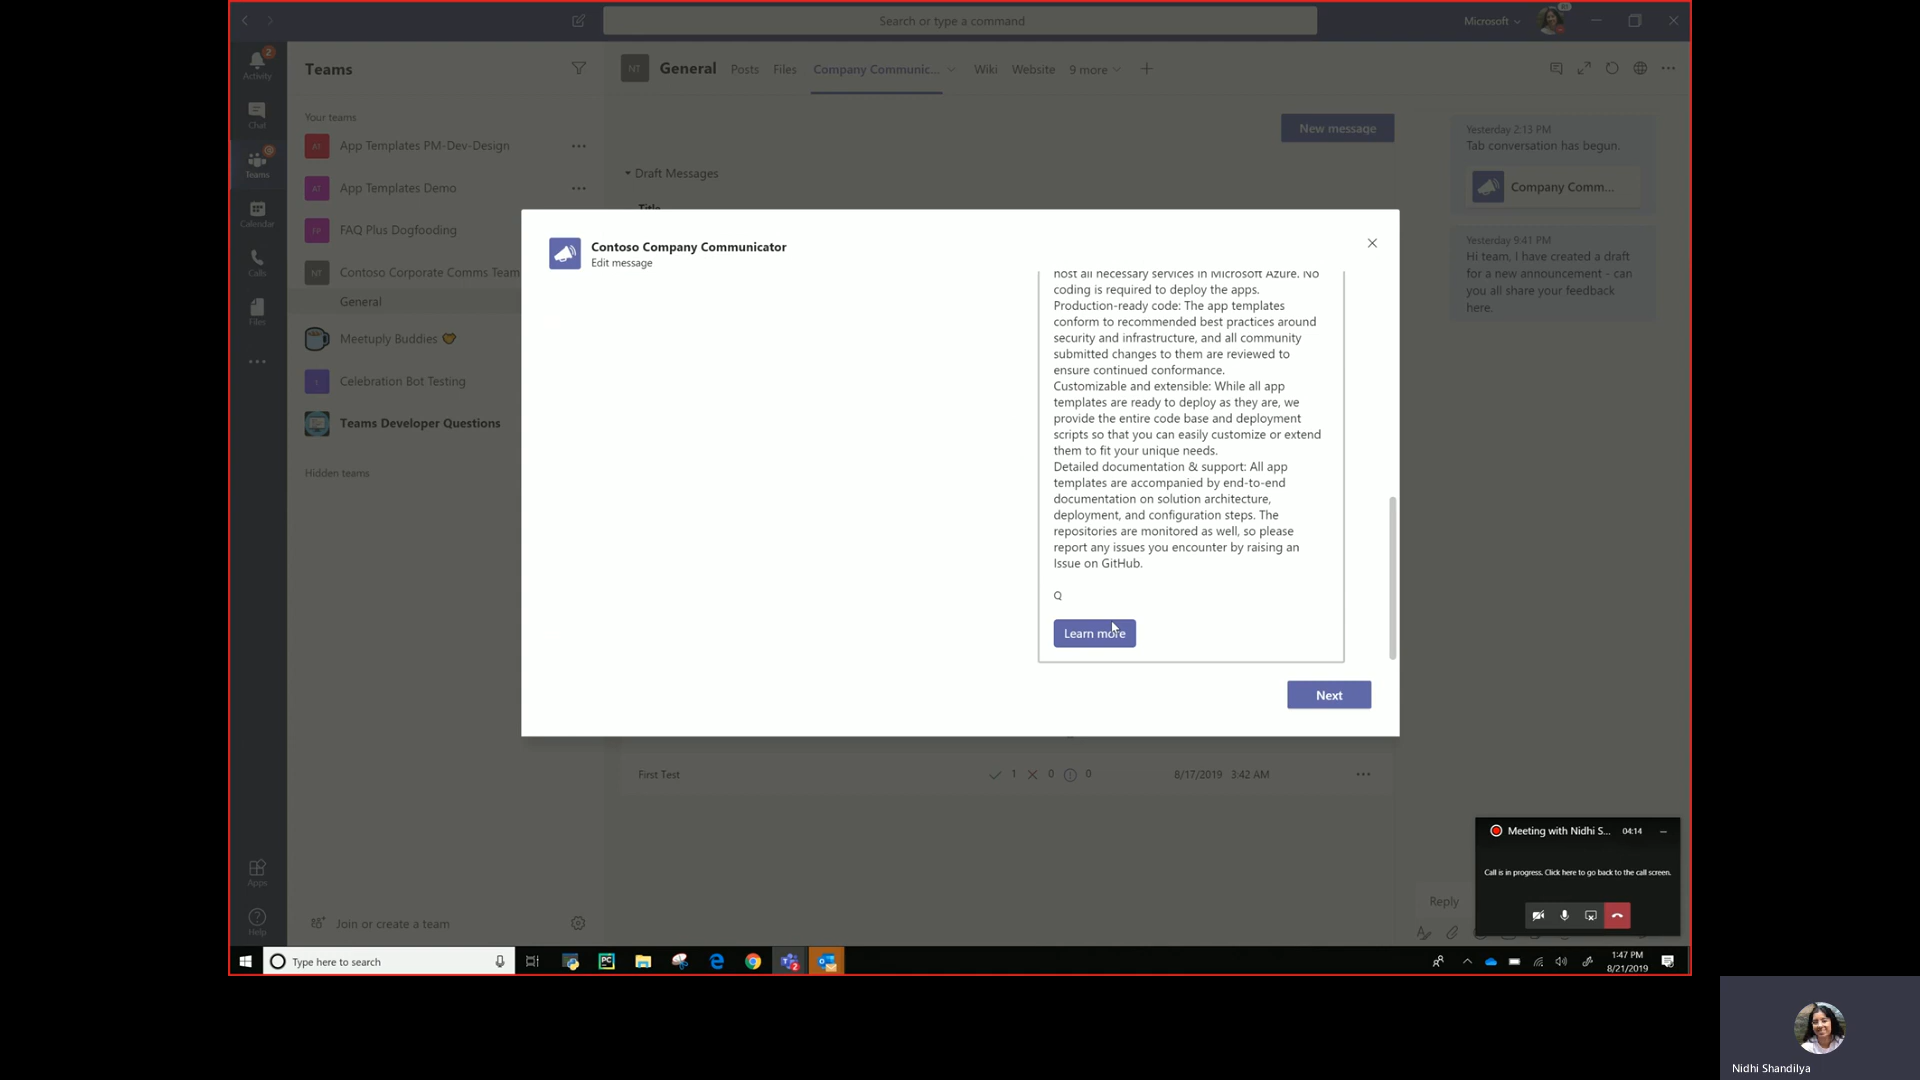 Search or type a command
Microsoft
2
Activity
Teams
NT
General
Posts
Files
Company Communic...
Wiki
Website
9 more
Chat
Your teams
New message
Yesterday 2:13 PM
Tab conversation has begun.
App Templates PM-Dev-Design
Teams
Draft Messages
Company Comm...
App Templates Demo
Title
Calendar
FAQ Plus Dogfooding
Contoso Company Communicator
Edit message
Yesterday 9:41 PM
Hi team, I have created a draft
for a new announcement - can
you all share your feedback
here.
Calls
NT
Contoso Corporate Comms Team
General
Files
Meetuply Buddies
Celebration Bot Testing
Teams Developer Questions
Hidden teams
host all necessary services in Microsoft Azure. No
coding is required to deploy the apps.
Production-ready code: The app templates
conform to recommended best practices around
security and infrastructure, and all community
submitted changes to them are reviewed to
ensure continued conformance.
Customizable and extensible: While all app
templates are ready to deploy as they are, we
provide the entire code base and deployment
scripts so that you can easily customize or extend
them to fit your unique needs.
Detailed documentation & support: All app
templates are accompanied by end-to-end
documentation on solution architecture,
deployment, and configuration steps. The
repositories are monitored as well, so please
report any issues you encounter by raising an
Issue on GitHub.
Q
Learn more
Next
First Test
1
0
0
8/17/2019 3:42 AM
Meeting with Nidhi S...
04:14
Call is in progress. Click here to go back to the call screen.
Apps
Reply
Help
Join or create a team
Type here to search
PC
1:47 PM
8/21/2019
Nidhi Shandilya